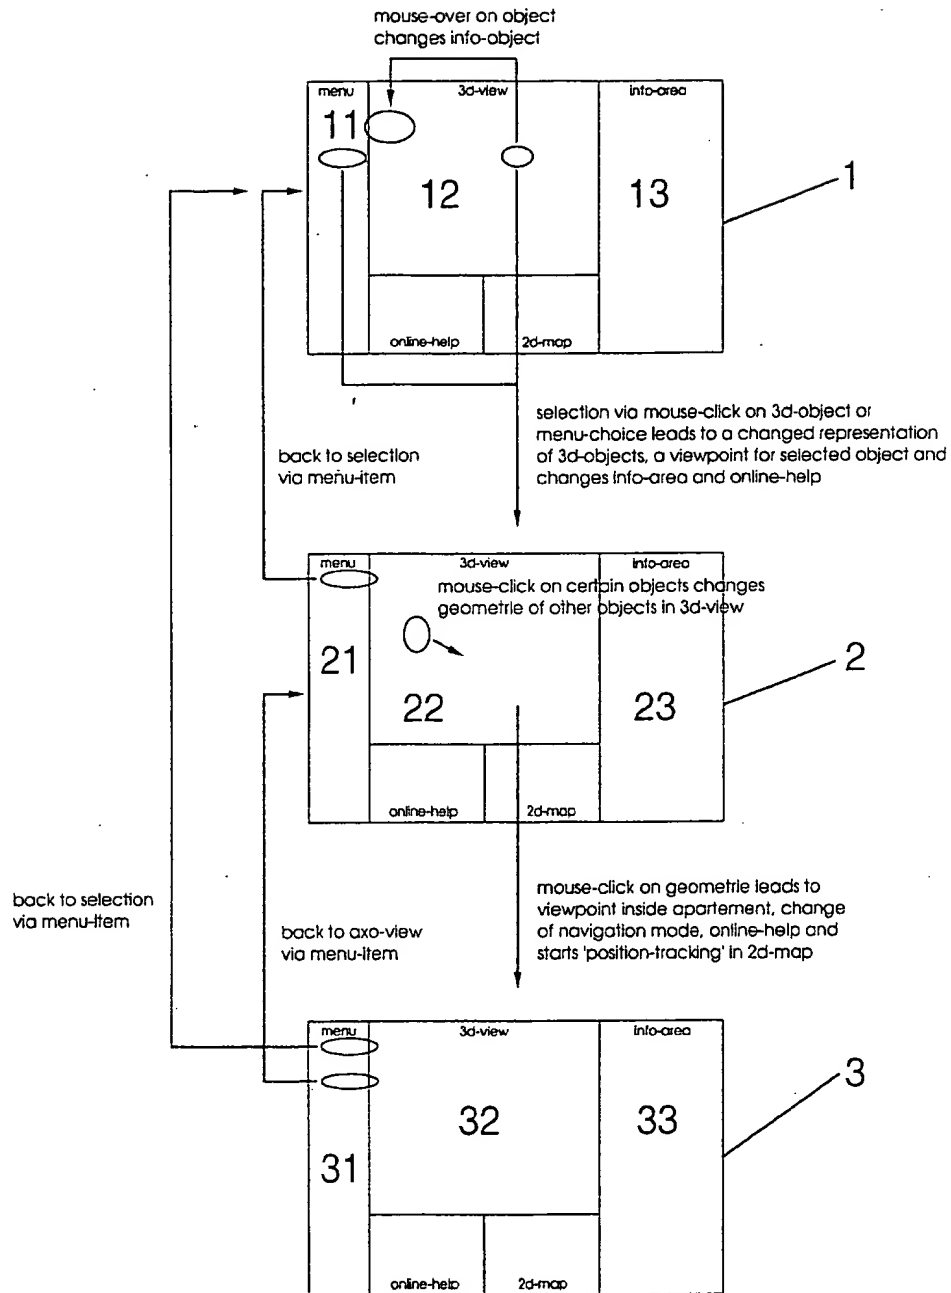 mouse-over on object
changes info-object
menu
3d-view
info-area
11
12
13
1
online-help
2d-map
selection via mouse-click on 3d-object or
menu-choice leads to a changed representation
of 3d-objects, a viewpoint for selected object and
changes info-area and online-help
back to selection
via menu-item
menu
3d-view
info-area
mouse-click on certain objects changes
geometrie of other objects in 3d-view
21
22
23
2
online-help
2d-map
mouse-click on geometrie leads to
viewpoint inside apartement, change
of navigation mode, online-help and
starts 'position-tracking' in 2d-map
back to selection
via menu-item
back to axo-view
via menu-item
menu
3d-view
info-area
31
32
33
3
online-help
2d-map